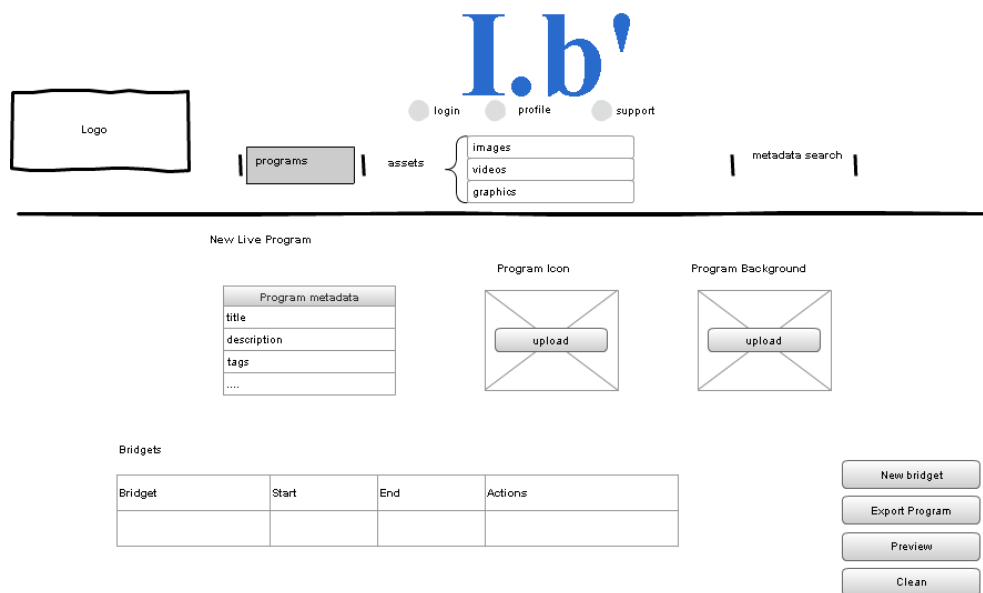 I.b'
login profile support
Logo
programs assets images metadata search
videos
graphics
New Live Program
Program Icon Program Background
Program metadata
title
description
tags
....
upload upload
Bridgets
Bridget Start End Actions
New bridget
Export Program
Preview
Clean